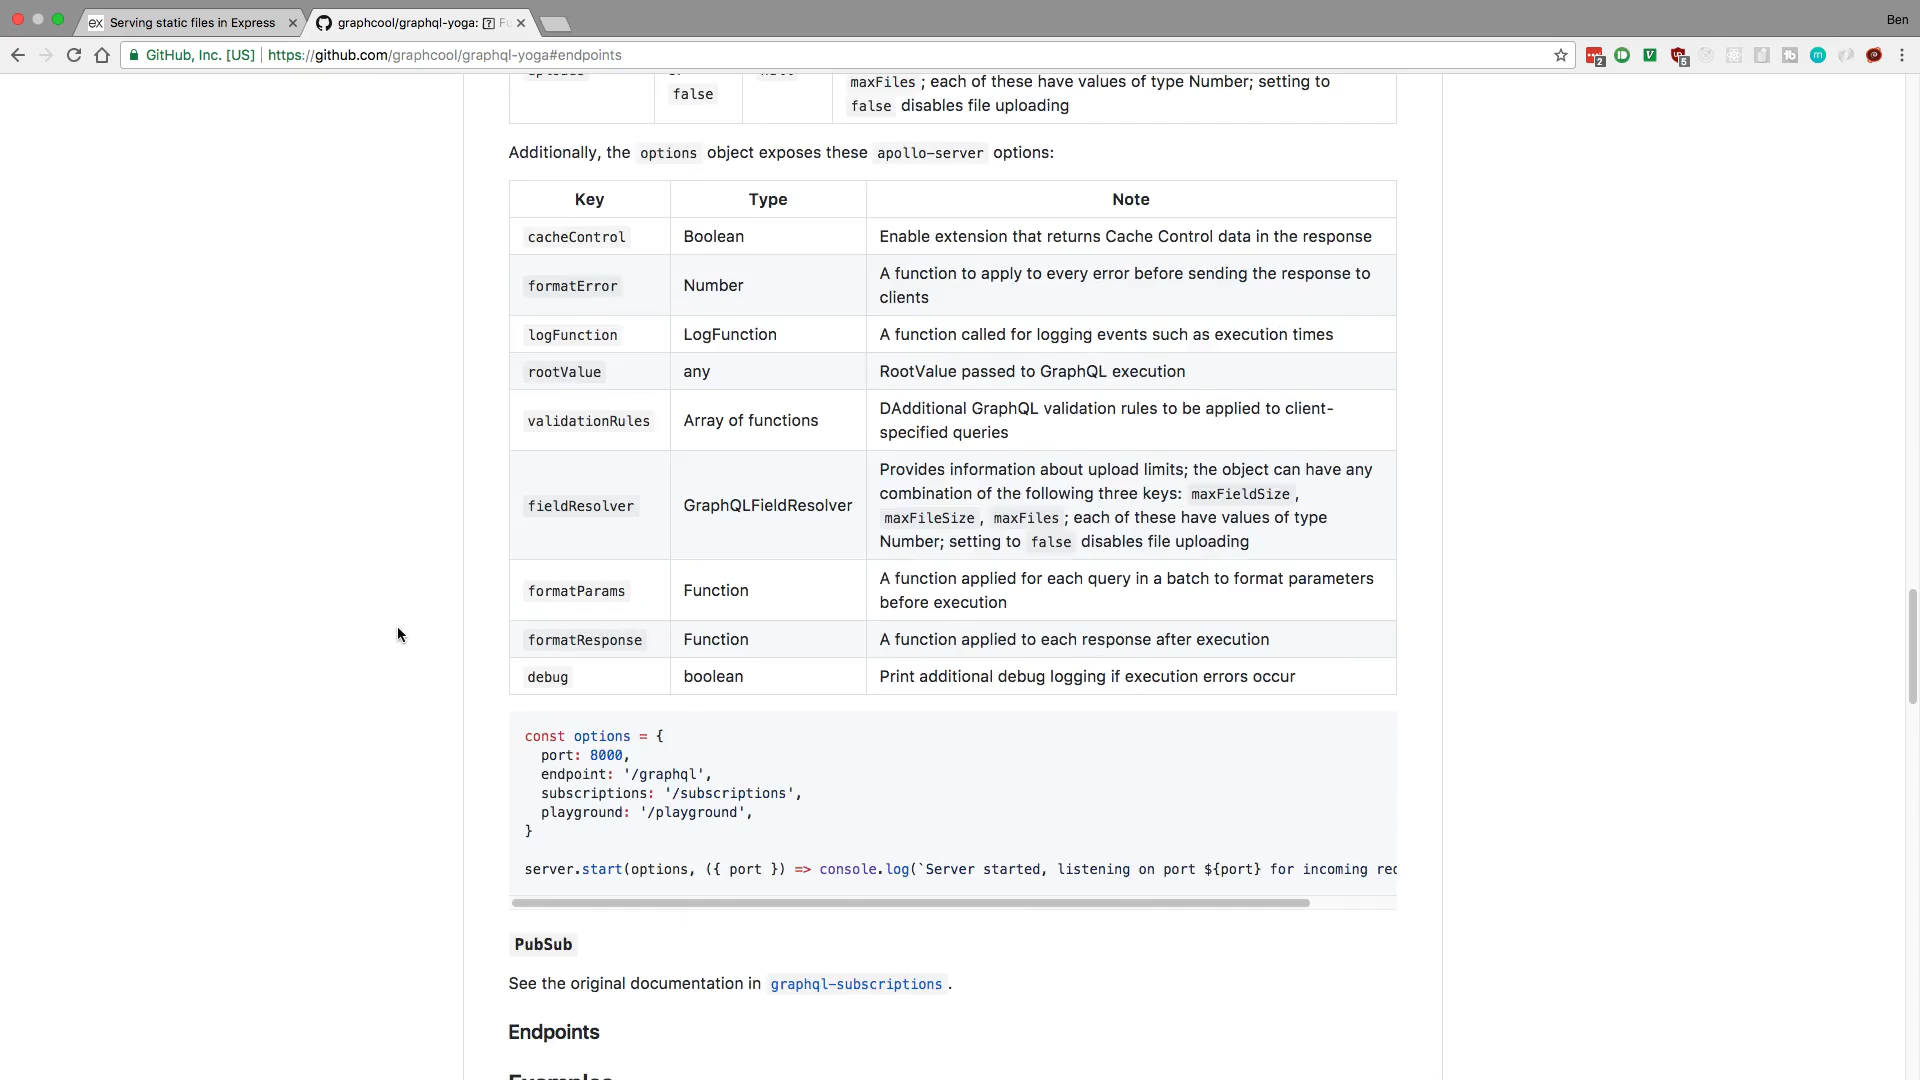 Serving static files in Express
graphcool/graphql-yoga: Fu
Ben
GitHub, Inc. [US] | https://github.com/graphcool/graphql-yoga#endpoints
2
5
false
maxFiles ; each of these have values of type Number; setting to
false disables file uploading
Additionally, the options object exposes these apollo-server options:
Key Type Note
cacheControl Boolean Enable extension that returns Cache Control data in the response
formatError Number A function to apply to every error before sending the response to
clients
logFunction LogFunction A function called for logging events such as execution times
rootValue any RootValue passed to GraphQL execution
validationRules Array of functions DAdditional GraphQL validation rules to be applied to client-
specified queries
fieldResolver GraphQLFieldResolver Provides information about upload limits; the object can have any
combination of the following three keys: maxFieldSize ,
maxFileSize , maxFiles ; each of these have values of type
Number; setting to false disables file uploading
formatParams Function A function applied for each query in a batch to format parameters
before execution
formatResponse Function A function applied to each response after execution
debug boolean Print additional debug logging if execution errors occur
const options = {
port: 8000,
endpoint: '/graphql',
subscriptions: '/subscriptions',
playground: '/playground',
}
server.start(options, ({ port }) => console.log(`Server started, listening on port ${port} for incoming rec
PubSub
See the original documentation in graphql-subscriptions .
Endpoints
Examples